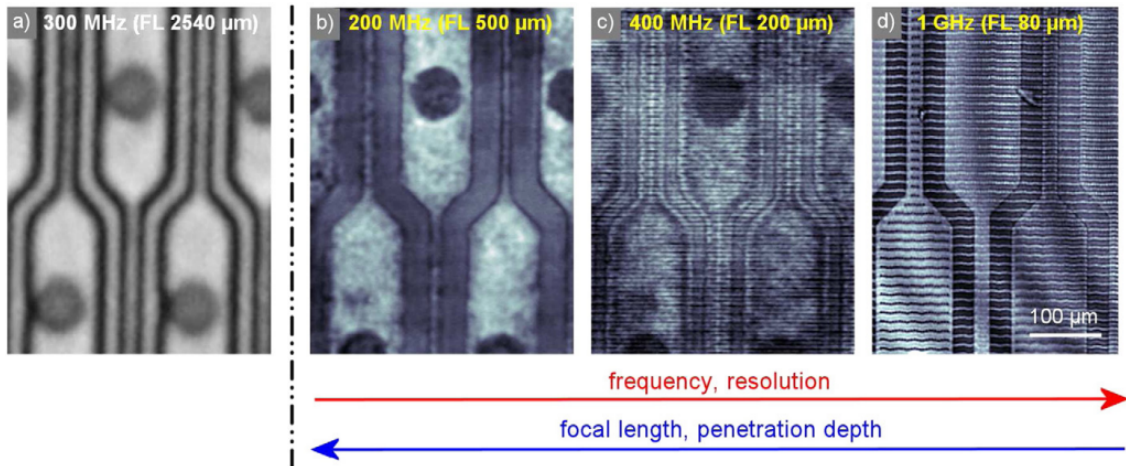 a) 300 MHz (FL 2540 µm)
b) 200 MHz (FL 500 µm)
c) 400 MHz (FL 200 µm)
d) 1 GHz (FL 80 µm)
100 µm
frequency, resolution
focal length, penetration depth